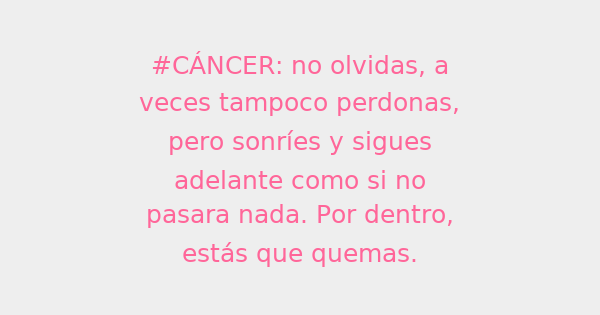 #CÁNCER: no olvidas, a
veces tampoco perdonas,
pero sonríes y sigues
adelante como si no
pasara nada. Por dentro,
estás que quemas.